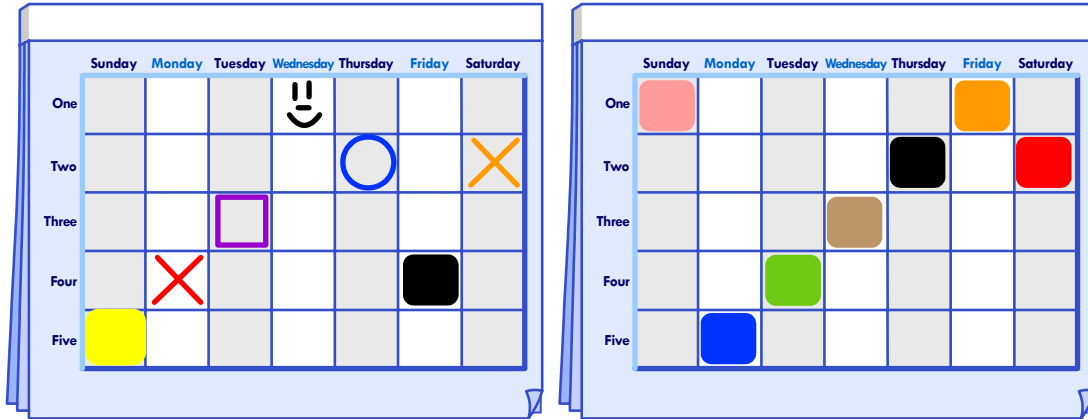 Sunday Monday Tuesday Wednesday Thursday Friday Saturday
One
Two
Three
Four
Five
Sunday Monday Tuesday Wednesday Thursday Friday Saturday
One
Two
Three
Four
Five